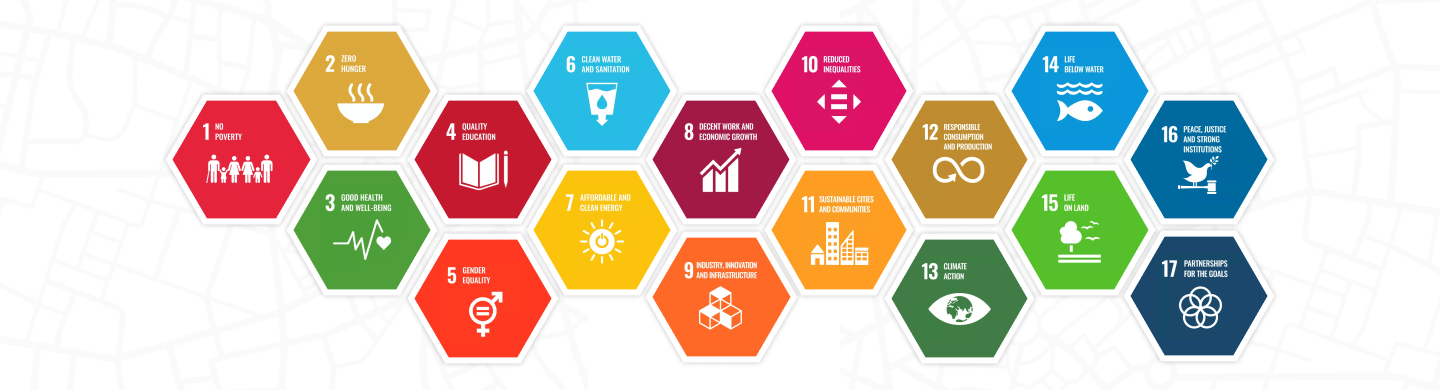 1 NO
POVERTY
2 ZERO
HUNGER
3 GOOD HEALTH
AND WELL-BEING
4 QUALITY
EDUCATION
5 GENDER
EQUALITY
6 CLEAN WATER
AND SANITATION
7 AFFORDABLE AND
CLEAN ENERGY
8 DECENT WORK AND
ECONOMIC GROWTH
9 INDUSTRY, INNOVATION
AND INFRASTRUCTURE
10 REDUCED
INEQUALITIES
11 SUSTAINABLE CITIES
AND COMMUNITIES
12 RESPONSIBLE
CONSUMPTION
AND PRODUCTION
13 CLIMATE
ACTION
14 LIFE
BELOW WATER
15 LIFE
ON LAND
16 PEACE, JUSTICE
AND STRONG
INSTITUTIONS
17 PARTNERSHIPS
FOR THE GOALS